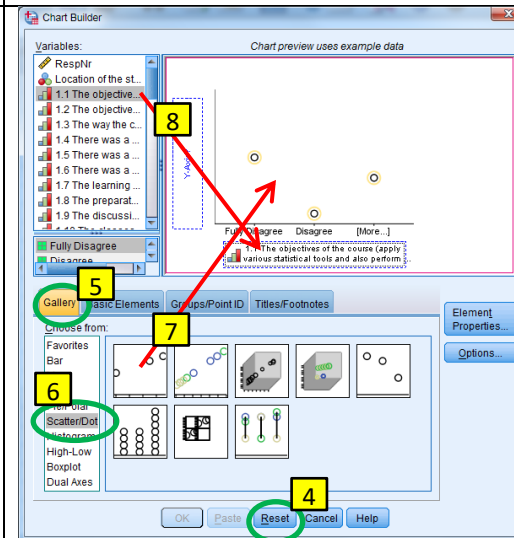 Chart Builder
Variables:
Chart preview uses example data
RespNr
Location of the st...
1.1 The objective...
1.2 The objective...
1.3 The way the c...
1.4 There was a ...
1.5 There was a ...
1.6 There was a ...
1.7 The learning ...
1.8 The preparat...
1.9 The discussi...
8
Fully Disagree
Disagree
[More...]
1.1 The objectives of the course (apply
various statistical tools and also perform ...
Fully Disagree
Disagree
5
Gallery
Basic Elements
Groups/Point ID
Titles/Footnotes
7
Choose from:
Favorites
Bar
6
Scatter/Dot
Histogram
High-Low
Boxplot
Dual Axes
Element
Properties...
Options...
4
OK
Paste
Reset
Cancel
Help